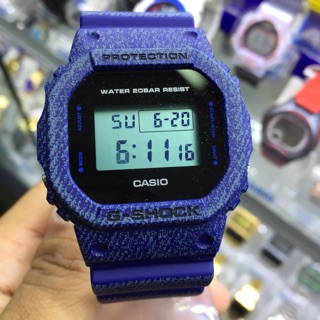 PROTECTION
WATER 20BAR RESIST
SU 6-20
6:11 16
CASIO
G-SHOCK